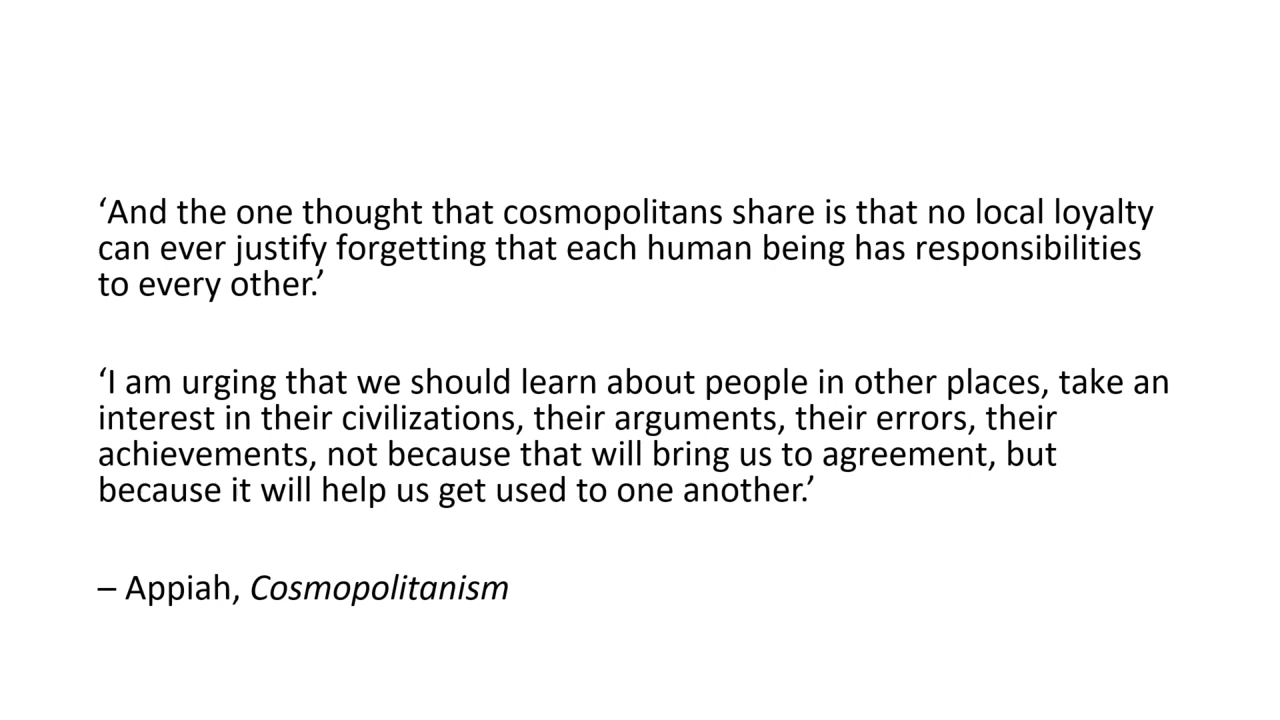 ‘And the one thought that cosmopolitans share is that no local loyalty
can ever justify forgetting that each human being has responsibilities
to every other.’
‘I am urging that we should learn about people in other places, take an
interest in their civilizations, their arguments, their errors, their
achievements, not because that will bring us to agreement, but
because it will help us get used to one another.’
– Appiah, Cosmopolitanism